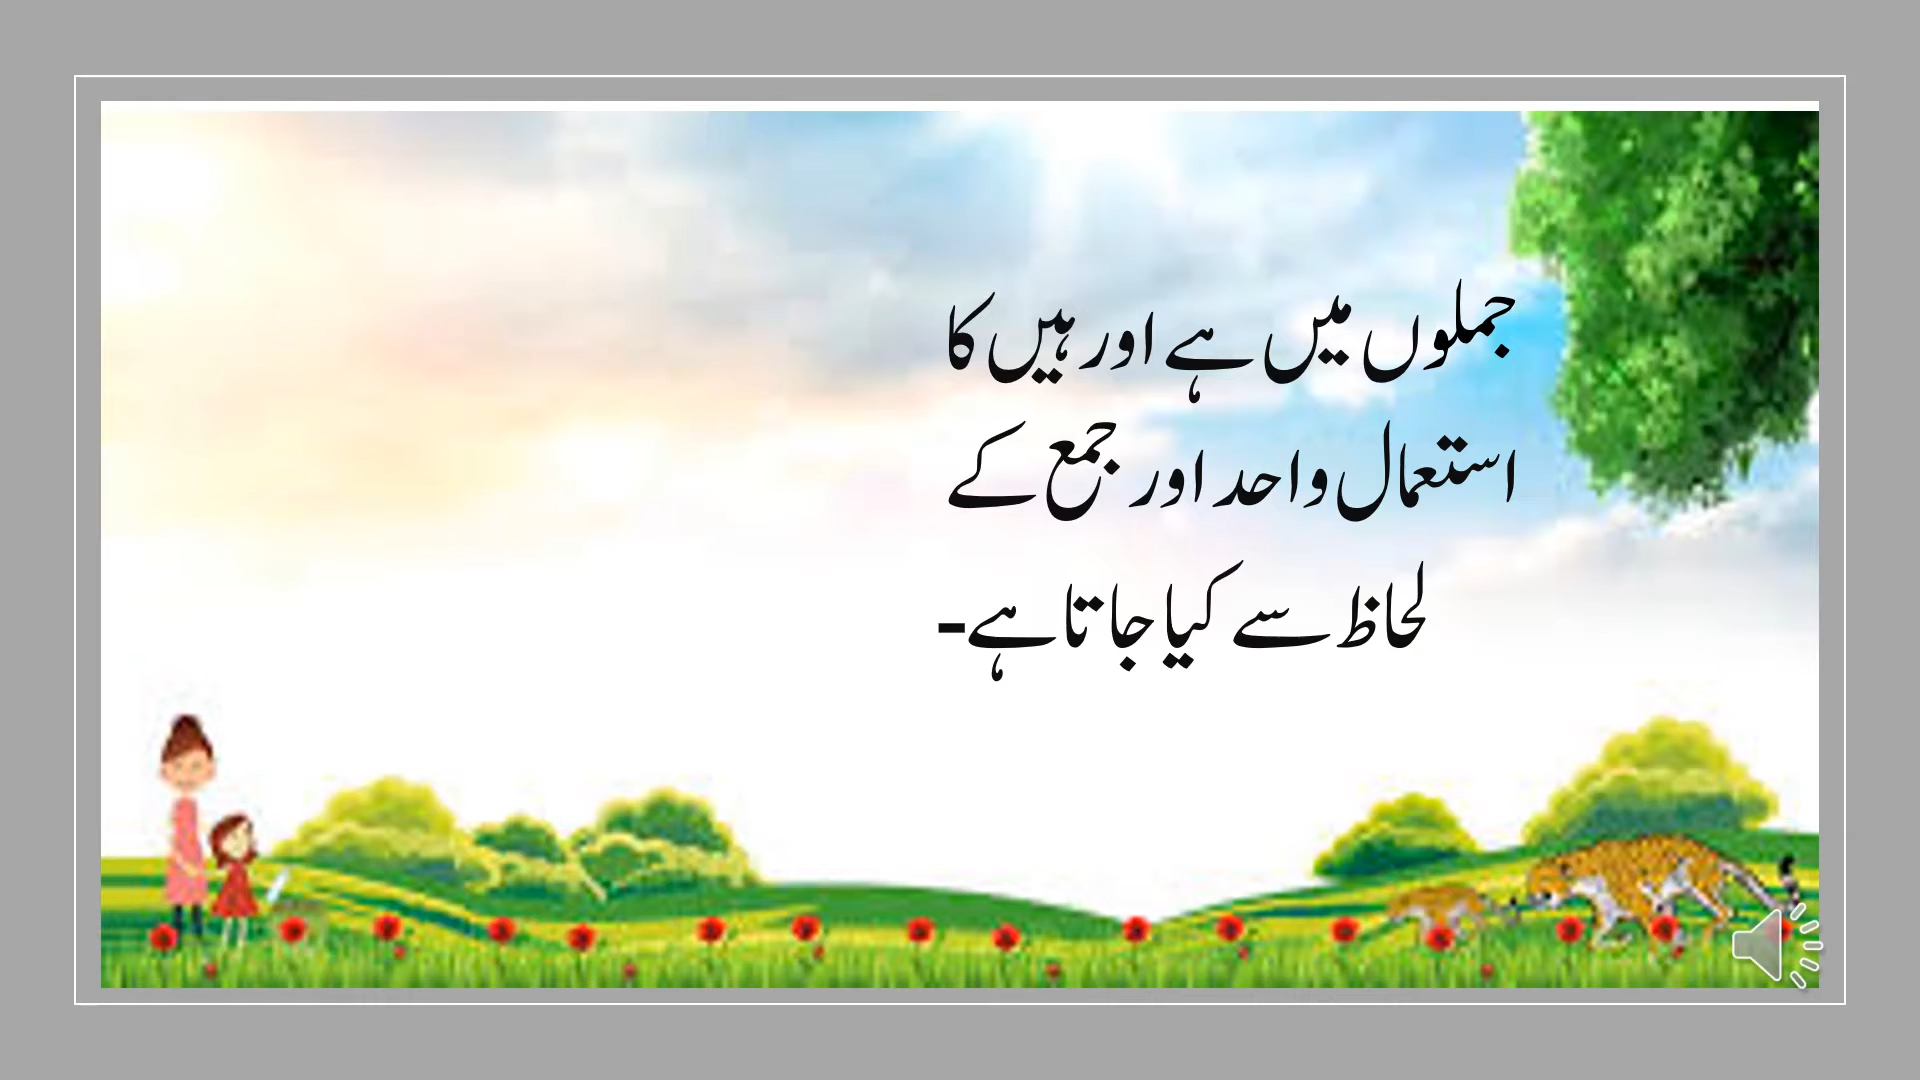 جملوں میں ہے اور ہیں کا
استعمال واحد اور جمع کے
لحاظ سے کیا جاتا ہے-